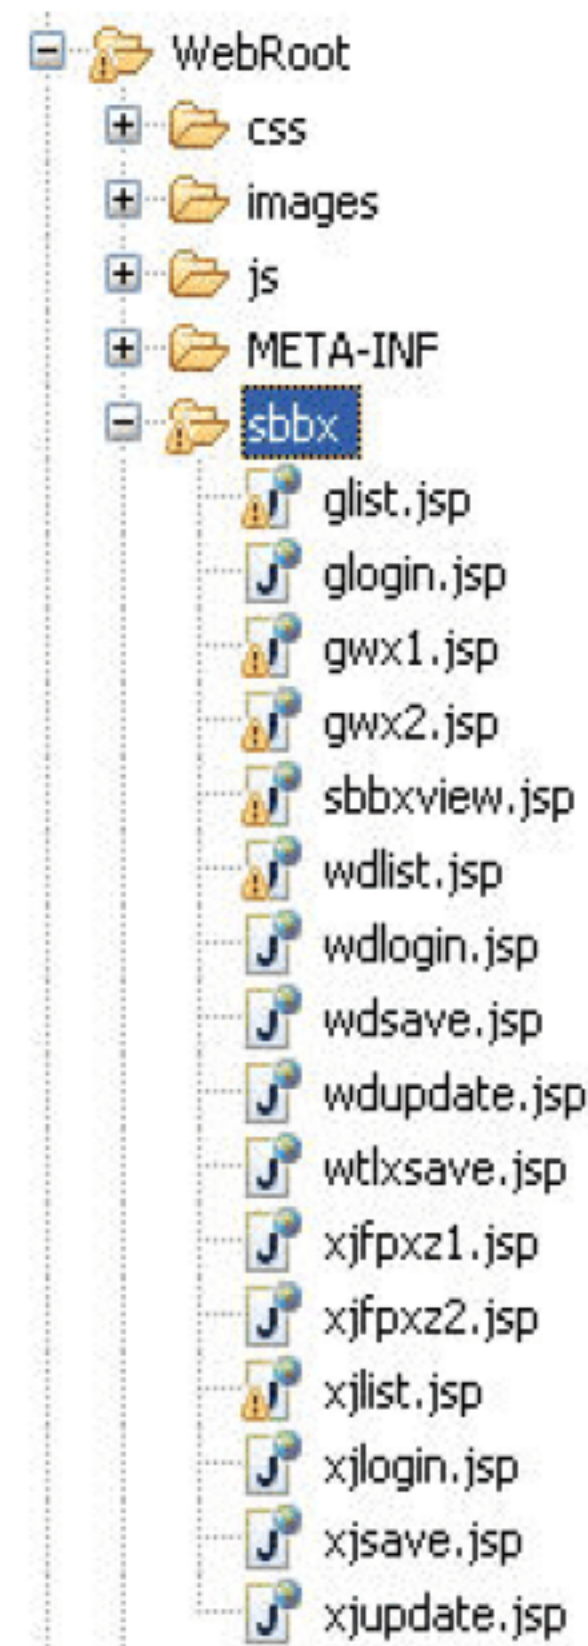 WebRoot
css
images
js
META-INF
sbbx
glist.jsp
glogin.jsp
gwx1.jsp
gwx2.jsp
sbbxview.jsp
wdlist.jsp
wdlogin.jsp
wdsave.jsp
wdupdate.jsp
wtlxsave.jsp
xjfpxz1.jsp
xjfpxz2.jsp
xjlist.jsp
xjlogin.jsp
xjsave.jsp
xjupdate.jsp